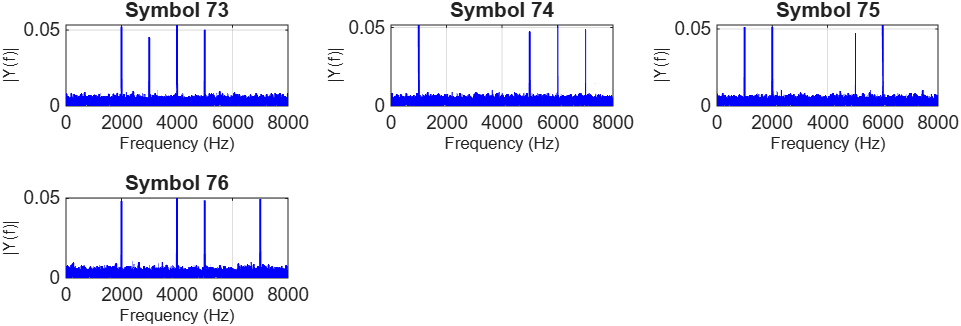 Symbol 73
0.05
0
|Y(f)|
0 2000 4000 6000 8000
Frequency (Hz)
Symbol 74
0.05
0
|Y(f)|
0 2000 4000 6000 8000
Frequency (Hz)
Symbol 75
0.05
0
|Y(f)|
0 2000 4000 6000 8000
Frequency (Hz)
Symbol 76
0.05
0
|Y(f)|
0 2000 4000 6000 8000
Frequency (Hz)